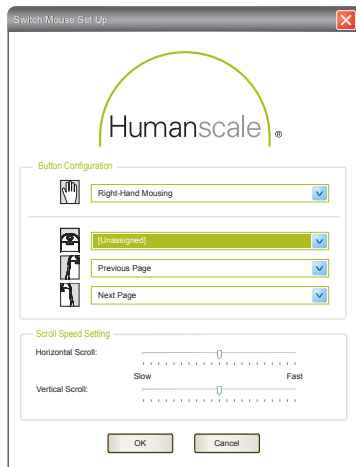 Switch Mouse Set Up
Humanscale ®
Button Configuration
Right-Hand Mousing
[Unassigned]
Previous Page
Next Page
Scroll Speed Setting
Horizontal Scroll:
Slow Fast
Vertical Scroll:
OK Cancel